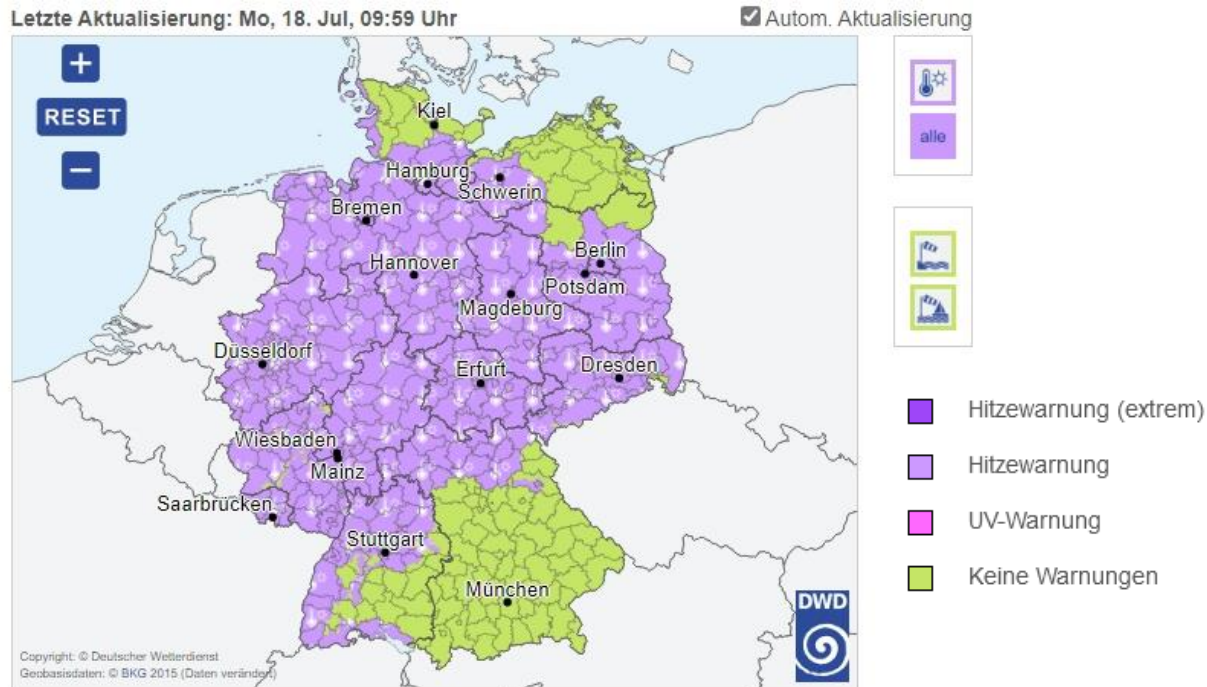 Letzte Aktualisierung: Mo, 18. Jul, 09:59 Uhr
Autom. Aktualisierung
+
RESET
−
alle
Kiel
Hamburg
Schwerin
Bremen
Berlin
Hannover
Potsdam
Magdeburg
Düsseldorf
Erfurt
Dresden
Wiesbaden
Mainz
Saarbrücken
Stuttgart
München
Hitzewarnung (extrem)
Hitzewarnung
UV-Warnung
Keine Warnungen
DWD
Copyright: © Deutscher Wetterdienst
Geobasisdaten: © BKG 2015 (Daten verändert)